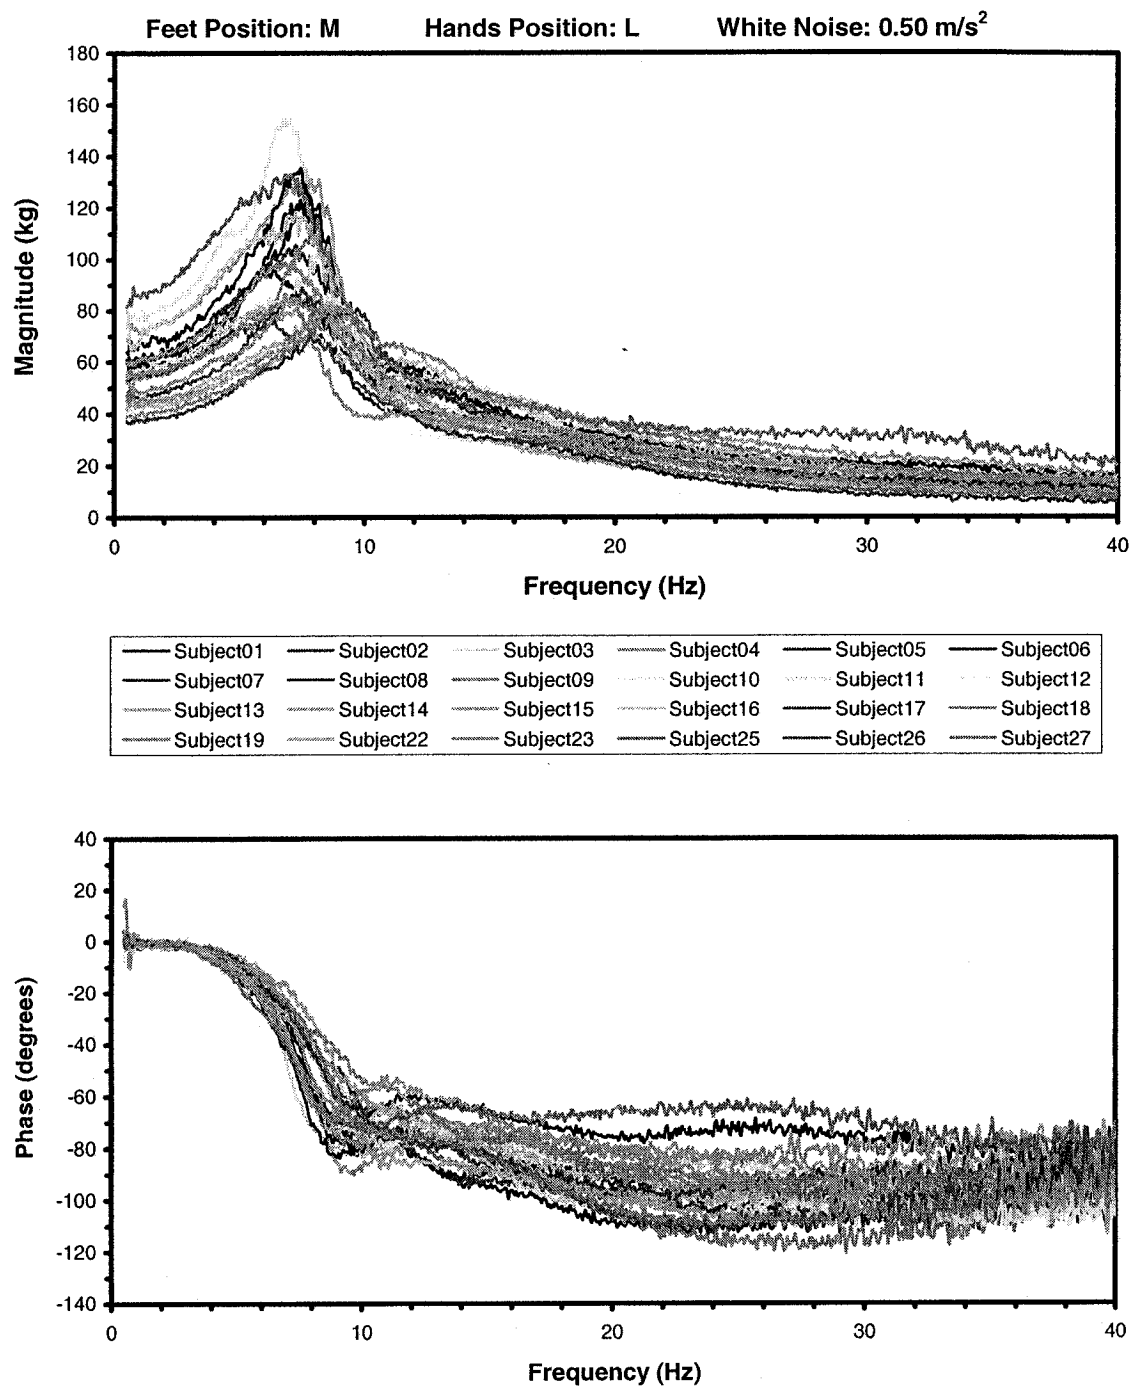 Feet Position: M Hands Position: L White Noise: 0.50 m/s²
180
160
140
120
100
80
60
40
20
0
Magnitude (kg)
0 10 20 30 40
Frequency (Hz)
Subject01 Subject02 Subject03 Subject04 Subject05 Subject06
Subject07 Subject08 Subject09 Subject10 Subject11 Subject12
Subject13 Subject14 Subject15 Subject16 Subject17 Subject18
Subject19 Subject22 Subject23 Subject25 Subject26 Subject27
40
20
0
-20
-40
-60
-80
-100
-120
-140
Phase (degrees)
0 10 20 30 40
Frequency (Hz)